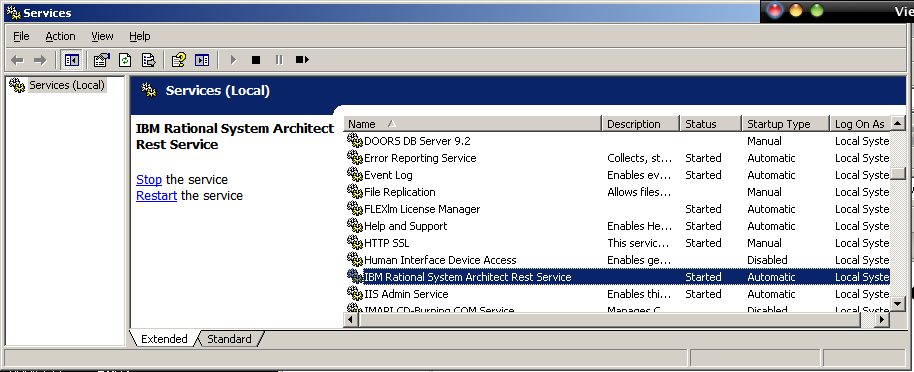 Services
Vie
File Action View Help
Services (Local)
Services (Local)
IBM Rational System Architect
Rest Service
Stop the service
Restart the service
Name Description Status Startup Type Log On As
DOORS DB Server 9.2 Manual Local Syste
Error Reporting Service Collects, st... Started Automatic Local Syste
Event Log Enables ev... Started Automatic Local Syste
File Replication Allows files... Manual Local Syste
FLEXlm License Manager Started Automatic Local Syste
Help and Support Enables He... Started Automatic Local Syste
HTTP SSL This servic... Started Manual Local Syste
Human Interface Device Access Enables ge... Disabled Local Syste
IBM Rational System Architect Rest Service Started Automatic Local Syste
IIS Admin Service Enables thi... Started Automatic Local Syste
IMAPI CD-Burning COM Service Manages C... Disabled Local Syste
Extended Standard